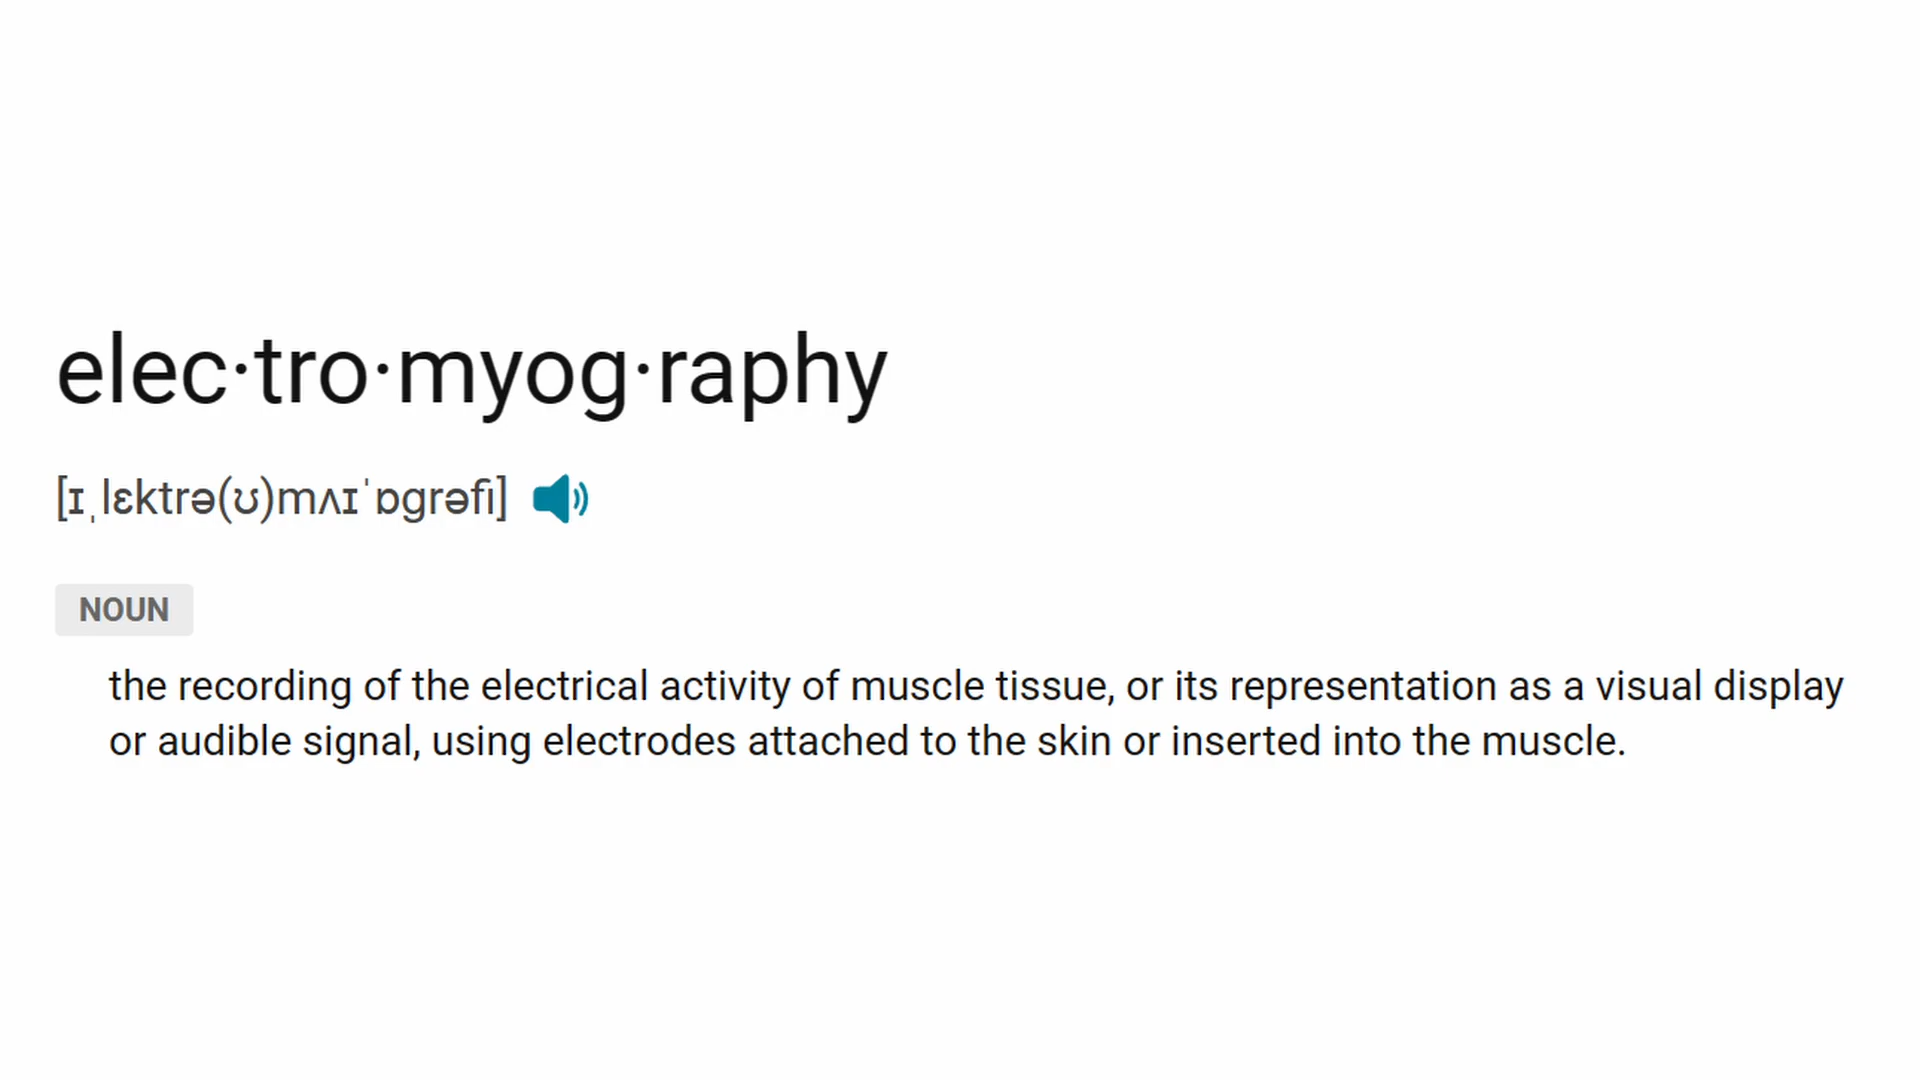 elec·tro·myog·raphy
[ɪˌlɛktrə(ʊ)mʌɪˈɒɡrəfi]
NOUN
the recording of the electrical activity of muscle tissue, or its representation as a visual display
or audible signal, using electrodes attached to the skin or inserted into the muscle.